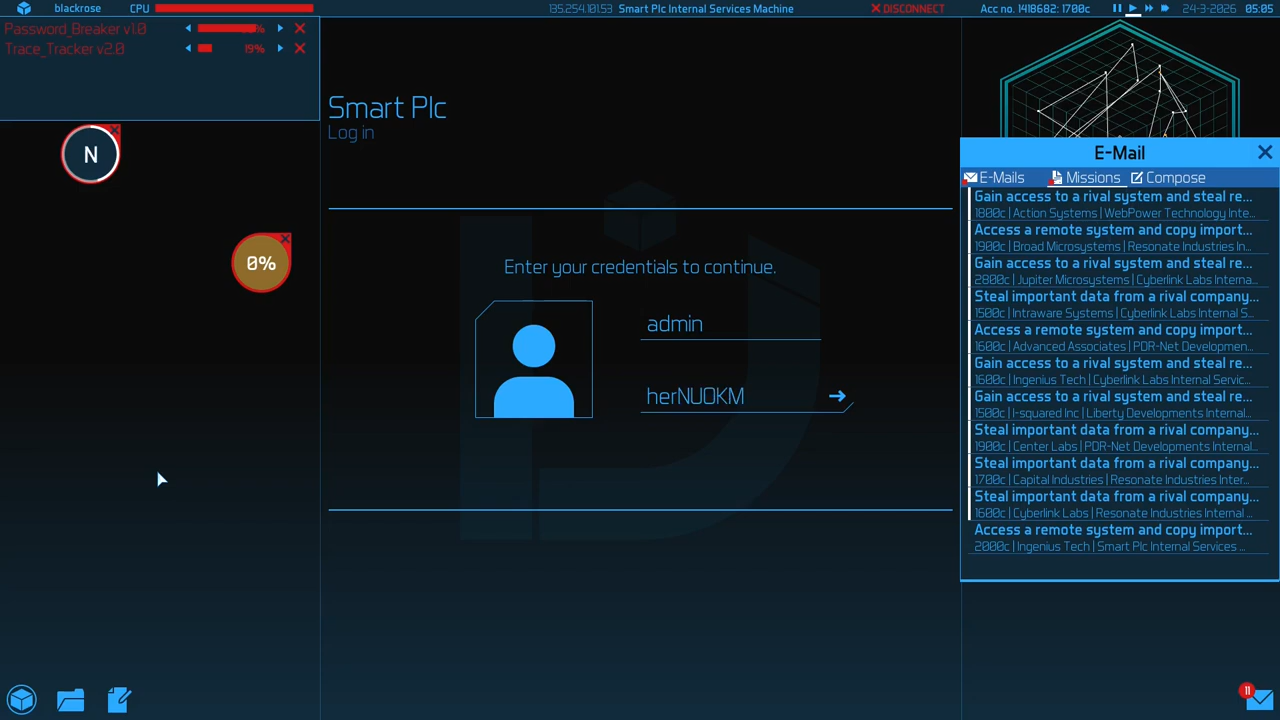 blackrose
CPU
135.254.101.53 Smart Plc Internal Services Machine
DISCONNECT
Acc no. 1418682: 1700c
24-3-2026 05:05
Password_Breaker v1.0
Trace_Tracker v2.0 19%
N
0%
Smart Plc
Log in
Enter your credentials to continue.
admin
herNUOKM
E-Mail
E-Mails Missions Compose
Gain access to a rival system and steal re...
1800c | Action Systems | WebPower Technology Inte...
Access a remote system and copy import...
1900c | Broad Microsystems | Resonate Industries In...
Gain access to a rival system and steal re...
2800c | Jupiter Microsystems | Cyberlink Labs Interna...
Steal important data from a rival company...
1500c | Intraware Systems | Cyberlink Labs Internal S...
Access a remote system and copy import...
1600c | Advanced Associates | PDR-Net Developmen...
Gain access to a rival system and steal re...
1600c | Ingenius Tech | Cyberlink Labs Internal Servic...
Gain access to a rival system and steal re...
1500c | I-squared Inc | Liberty Developments Internal...
Steal important data from a rival company...
1900c | Center Labs | PDR-Net Developments Internal...
Steal important data from a rival company...
1700c | Capital Industries | Resonate Industries Inter...
Steal important data from a rival company...
1600c | Cyberlink Labs | Resonate Industries Internal ...
Access a remote system and copy import...
2000c | Ingenius Tech | Smart Plc Internal Services ...
11